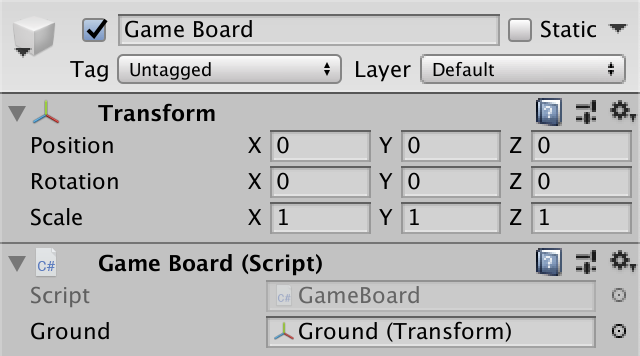 Game Board Static
Tag Untagged Layer Default
Transform
Position X 0 Y 0 Z 0
Rotation X 0 Y 0 Z 0
Scale X 1 Y 1 Z 1
C# Game Board (Script)
Script C# GameBoard
Ground Ground (Transform)